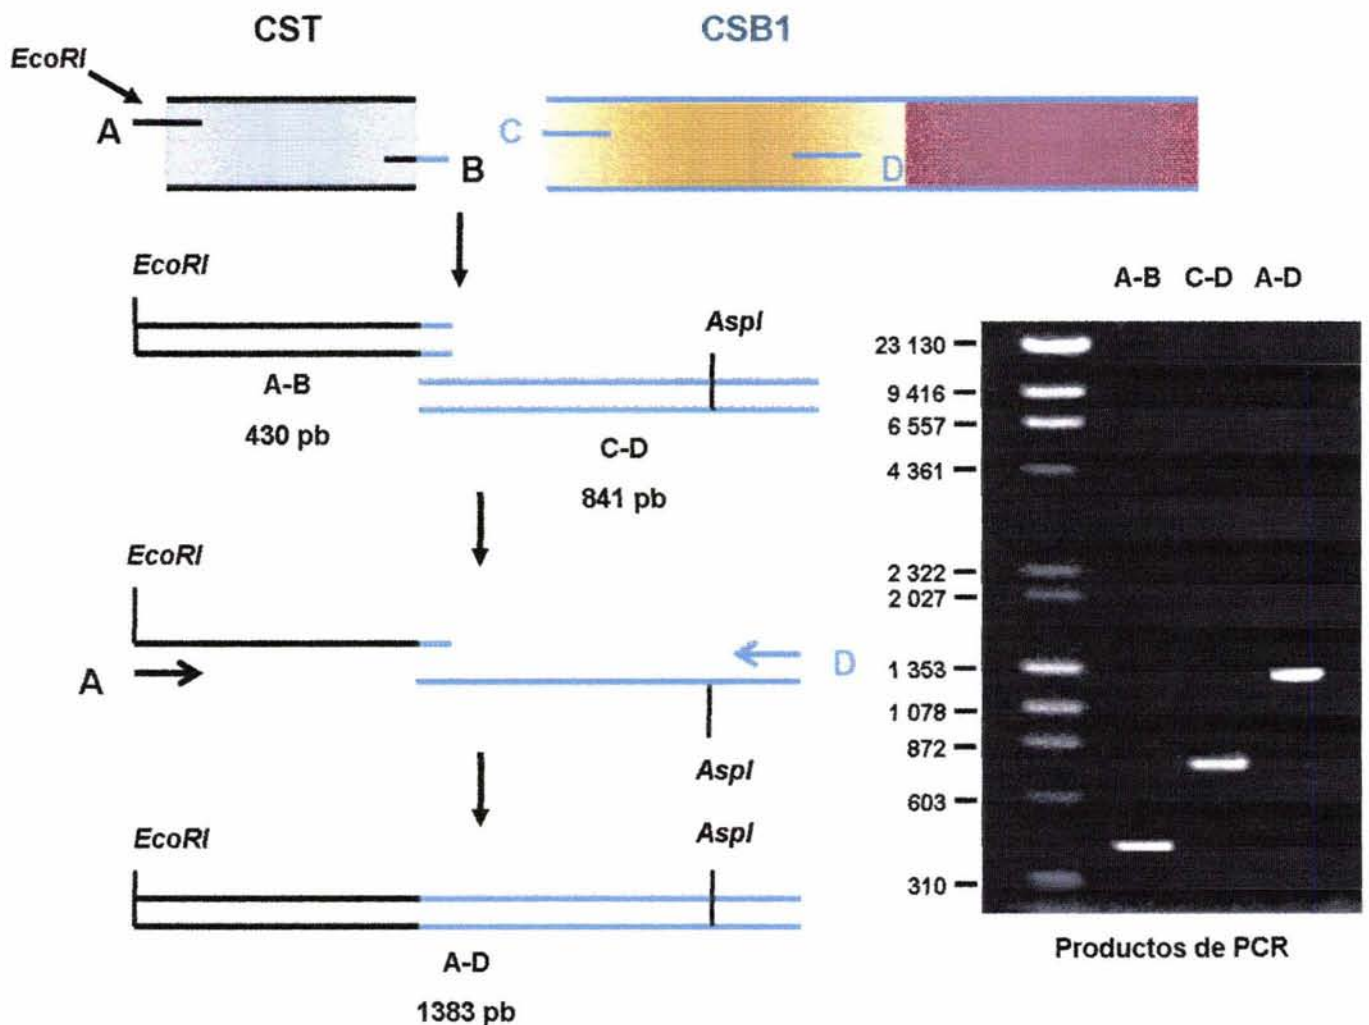 CST
CSB1
EcoRI
A
B
C
D
EcoRI
A-B
430 pb
AspI
C-D
841 pb
EcoRI
A
D
AspI
EcoRI
AspI
A-D
1383 pb
A-B C-D A-D
23 130
9 416
6 557
4 361
2 322
2 027
1 353
1 078
872
603
310
Productos de PCR